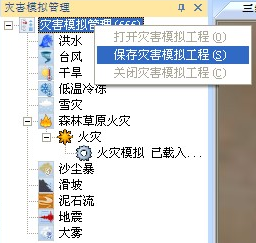 灾害模拟管理
灾害模拟管理(666)
打开灾害模拟工程(O)
保存灾害模拟工程(S)
关闭灾害模拟工程(C)
洪水
台风
干旱
低温冷冻
雪灾
森林草原火灾
火灾
火灾模拟 已载入...
沙尘暴
滑坡
泥石流
地震
大雾